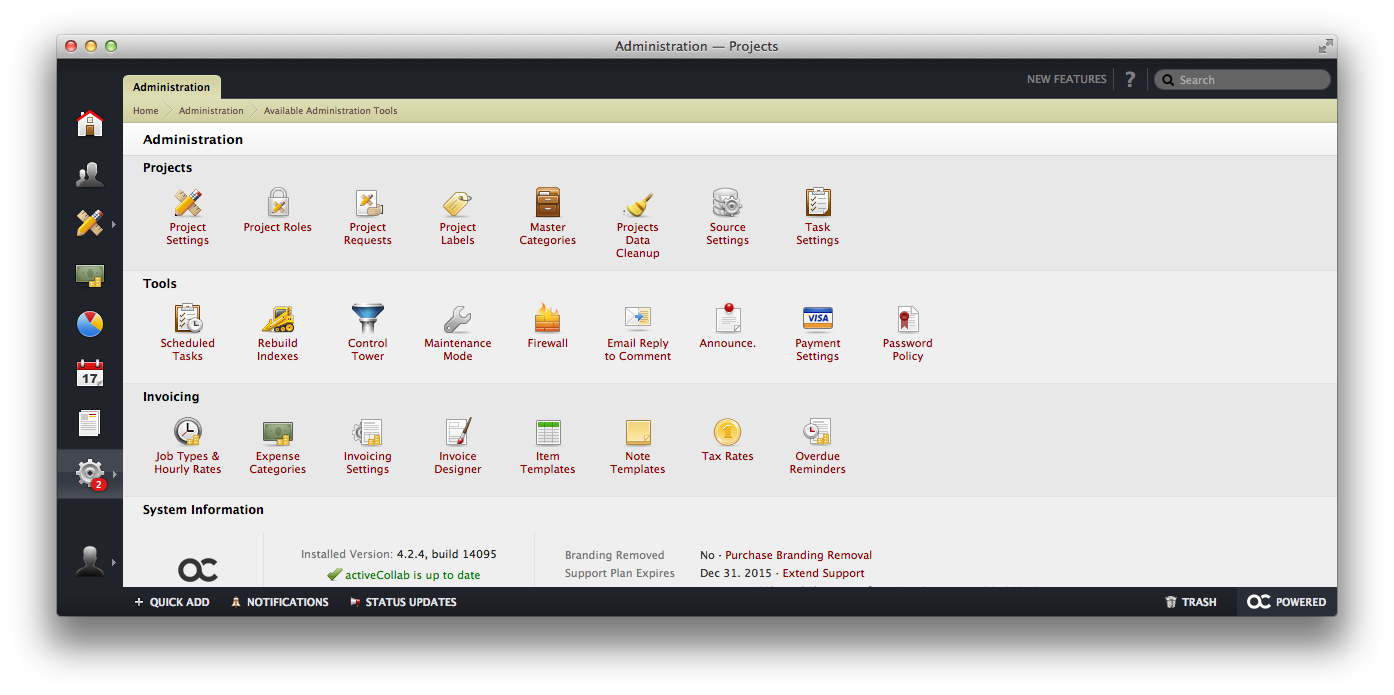 Administration — Projects
Administration
NEW FEATURES
?
Search
Home
Administration
Available Administration Tools
Administration
Projects
Project
Settings
Project Roles
Project
Requests
Project
Labels
Master
Categories
Projects
Data
Cleanup
Source
Settings
Task
Settings
Tools
Scheduled
Tasks
Rebuild
Indexes
Control
Tower
Maintenance
Mode
Firewall
Email Reply
to Comment
Announce.
VISA
Payment
Settings
Password
Policy
17
Invoicing
Job Types &
Hourly Rates
Expense
Categories
Invoicing
Settings
Invoice
Designer
Item
Templates
Note
Templates
1
Tax Rates
Overdue
Reminders
2
System Information
Installed Version: 4.2.4, build 14095
activeCollab is up to date
Branding Removed
No · Purchase Branding Removal
Support Plan Expires
Dec 31. 2015 · Extend Support
+ QUICK ADD
NOTIFICATIONS
STATUS UPDATES
TRASH
POWERED